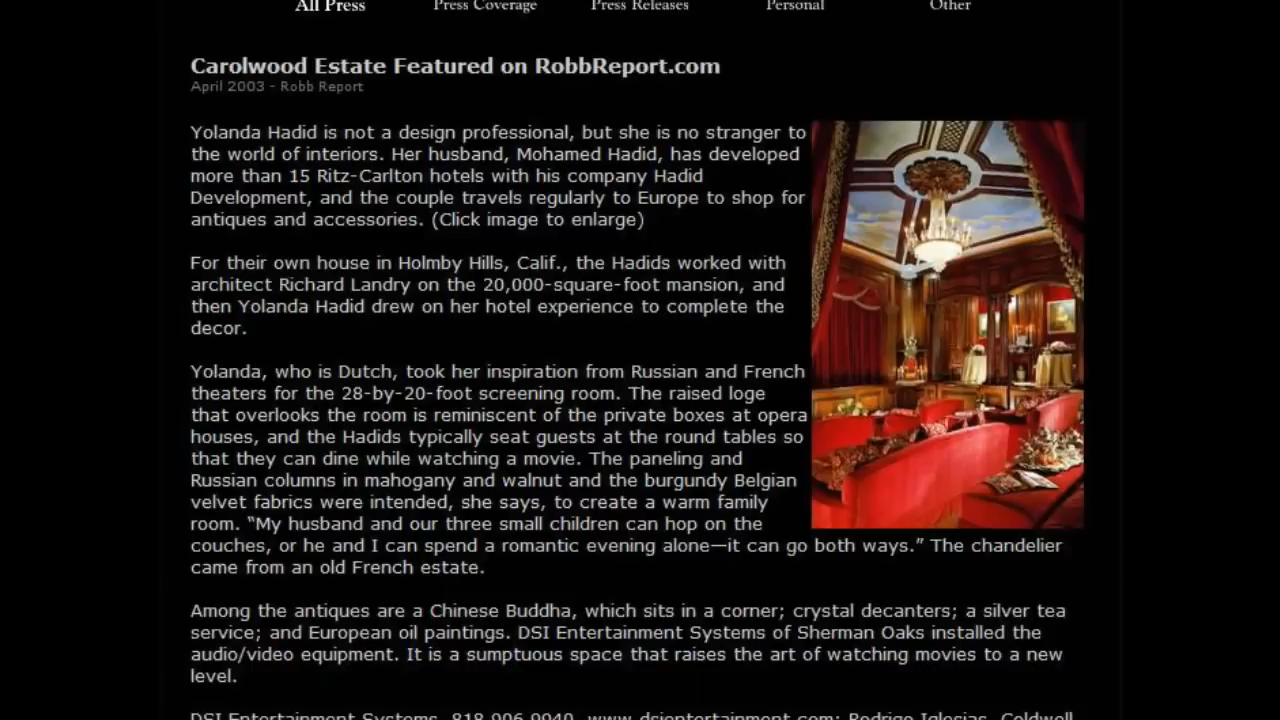 All Press Press Coverage Press Releases Personal Other
Carolwood Estate Featured on RobbReport.com
April 2003 - Robb Report
Yolanda Hadid is not a design professional, but she is no stranger to
the world of interiors. Her husband, Mohamed Hadid, has developed
more than 15 Ritz-Carlton hotels with his company Hadid
Development, and the couple travels regularly to Europe to shop for
antiques and accessories. (Click image to enlarge)
For their own house in Holmby Hills, Calif., the Hadids worked with
architect Richard Landry on the 20,000-square-foot mansion, and
then Yolanda Hadid drew on her hotel experience to complete the
decor.
Yolanda, who is Dutch, took her inspiration from Russian and French
theaters for the 28-by-20-foot screening room. The raised loge
that overlooks the room is reminiscent of the private boxes at opera
houses, and the Hadids typically seat guests at the round tables so
that they can dine while watching a movie. The paneling and
Russian columns in mahogany and walnut and the burgundy Belgian
velvet fabrics were intended, she says, to create a warm family
room. “My husband and our three small children can hop on the
couches, or he and I can spend a romantic evening alone—it can go both ways.” The chandelier
came from an old French estate.
Among the antiques are a Chinese Buddha, which sits in a corner; crystal decanters; a silver tea
service; and European oil paintings. DSI Entertainment Systems of Sherman Oaks installed the
audio/video equipment. It is a sumptuous space that raises the art of watching movies to a new
level.
DSI Entertainment Systems, 818.906.9940, www.dsientertainment.com; Rodrigo Iglesias, Coldwell